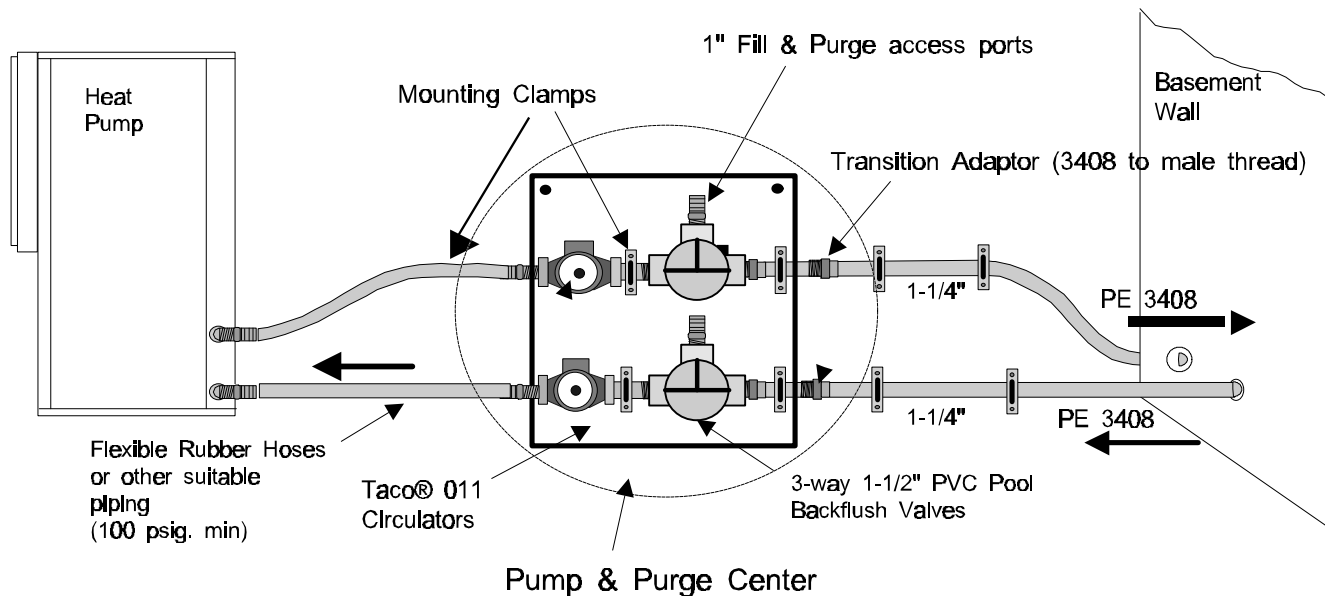 1" Fill & Purge access ports
Heat
Pump
Mounting Clamps
Basement
Wall
Transition Adaptor (3408 to male thread)
1-1/4"
PE 3408
1-1/4"
PE 3408
Flexible Rubber Hoses
or other suitable
piping
(100 psig. min)
Taco® 011
Circulators
3-way 1-1/2" PVC Pool
Backflush Valves
Pump & Purge Center